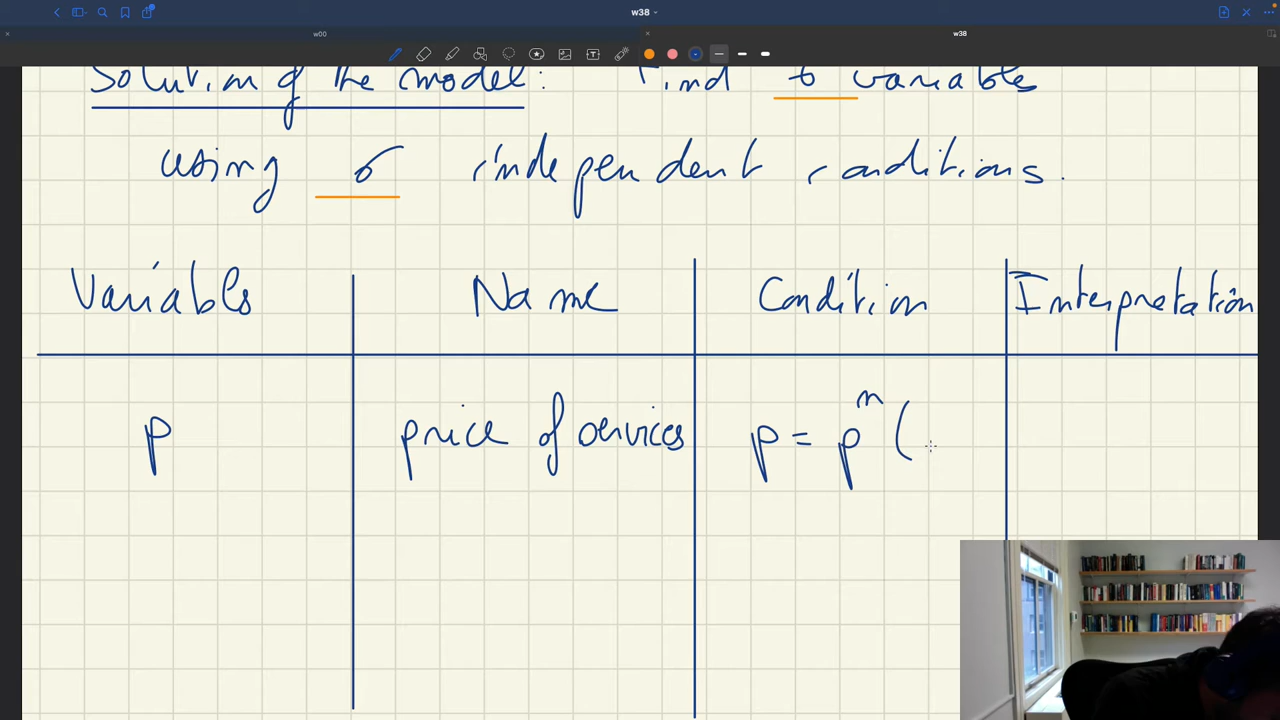 w38
w00
w38
Solution of the model: Find 6 variables
using 6 independent conditions.
Variables Name Condition Interpretation
p price of services p = p^m (